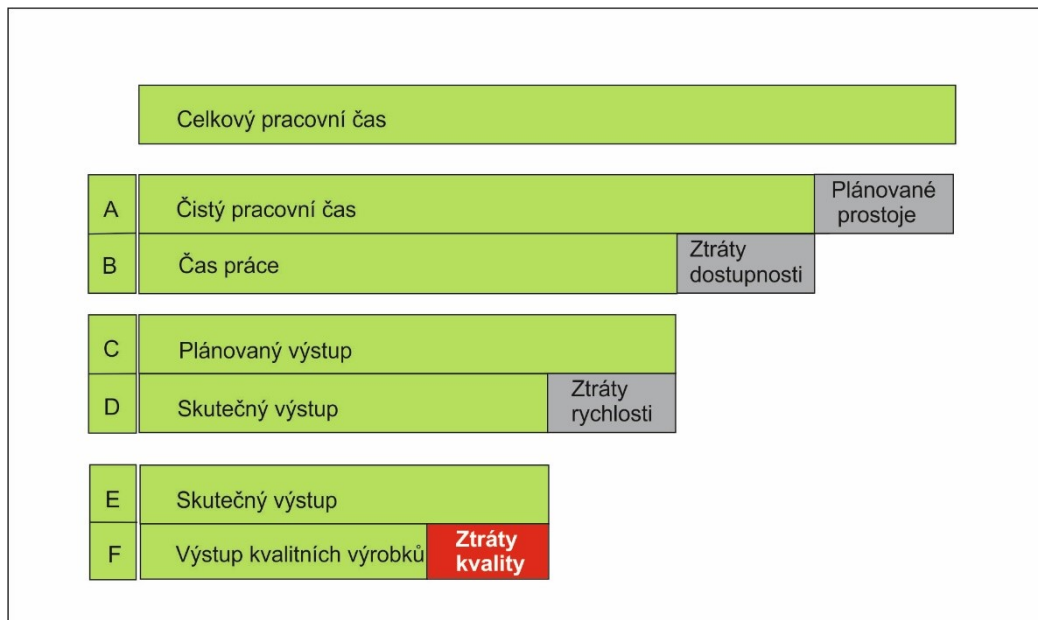 Celkový pracovní čas
A
Čistý pracovní čas
Plánované
prostoje
B
Čas práce
Ztráty
dostupnosti
C
Plánovaný výstup
D
Skutečný výstup
Ztráty
rychlosti
E
Skutečný výstup
F
Výstup kvalitních výrobků
Ztráty
kvality